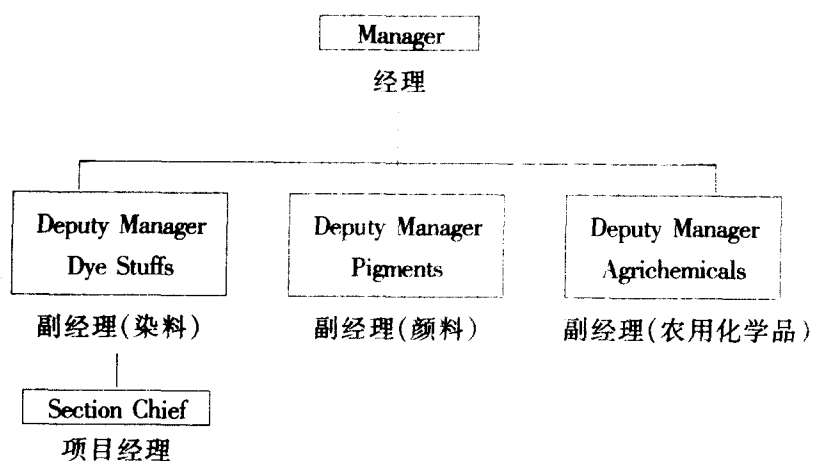 Manager
经理
Deputy Manager
Dye Stuffs
副经理(染料)
Deputy Manager
Pigments
副经理(颜料)
Deputy Manager
Agrichemicals
副经理(农用化学品)
Section Chief
项目经理